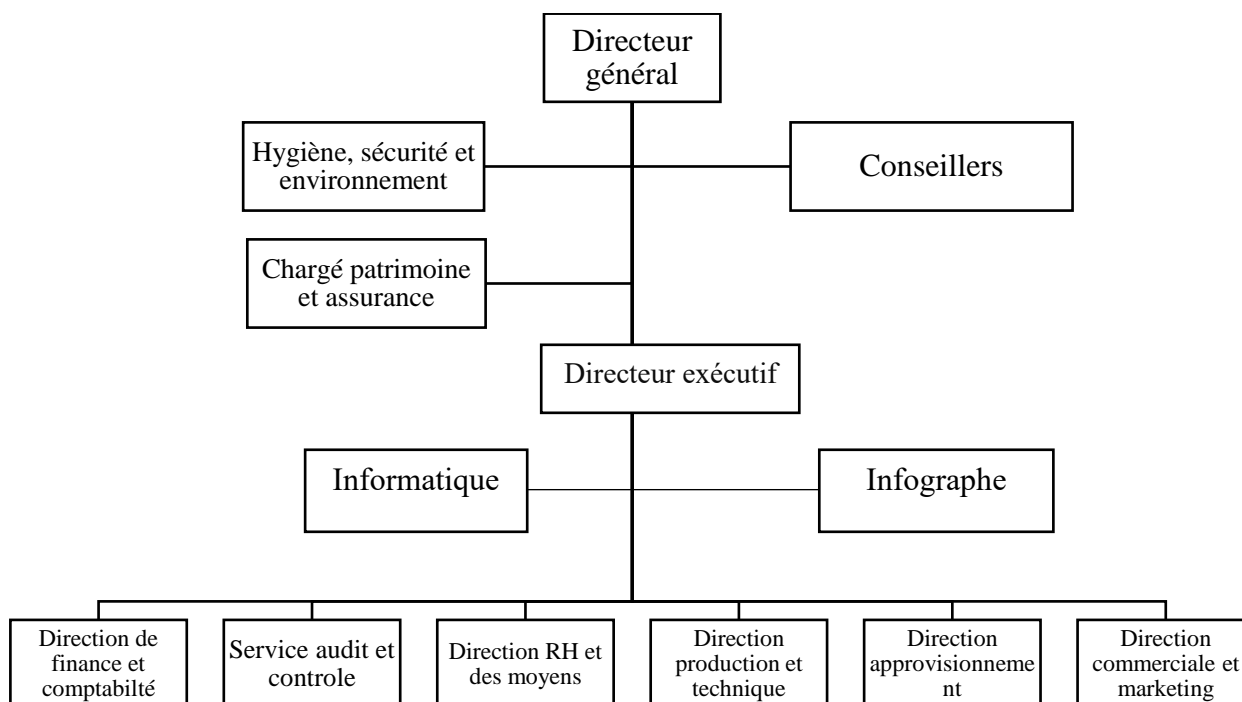 Directeur
général
Hygiène, sécurité et
environnement
Conseillers
Chargé patrimoine
et assurance
Directeur exécutif
Informatique
Infographe
Direction de
finance et
comptabilté
Service audit et
controle
Direction RH et
des moyens
Direction
production et
technique
Direction
approvisionneme
nt
Direction
commerciale et
marketing